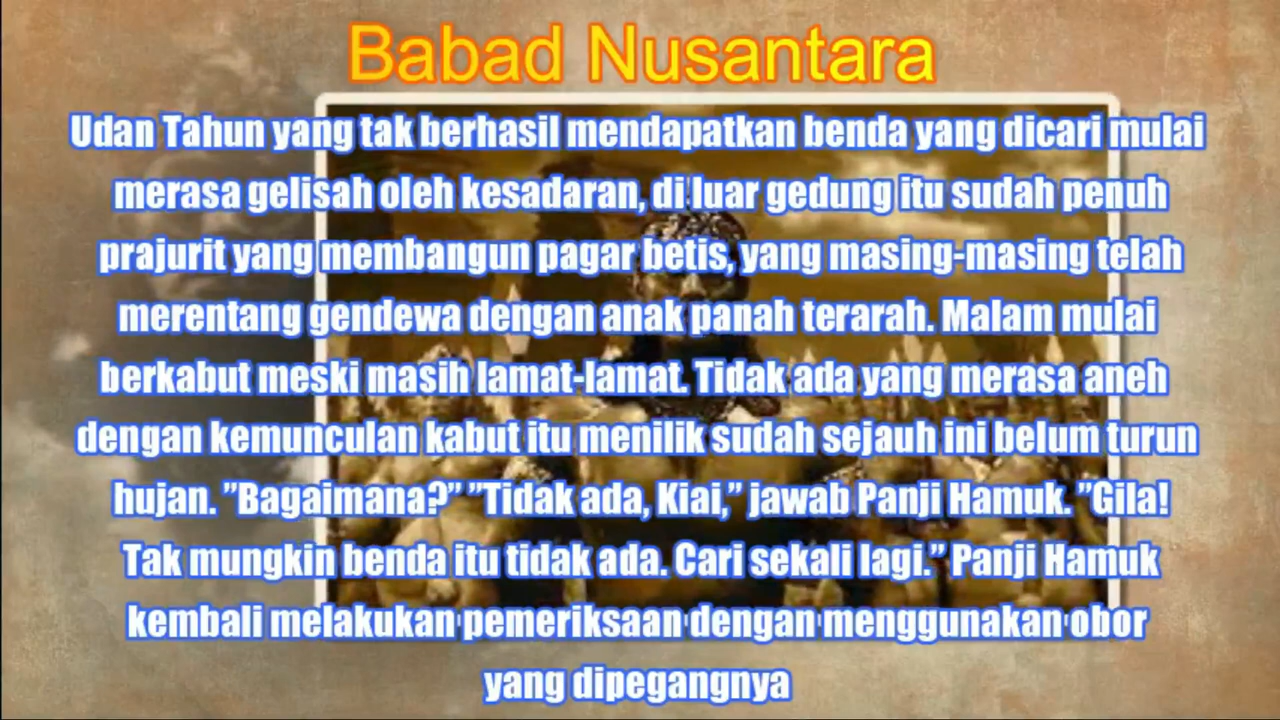 Babad Nusantara
Udan Tahun yang tak berhasil mendapatkan benda yang dicari mulai
merasa gelisah oleh kesadaran, di luar gedung itu sudah penuh
prajurit yang membangun pagar betis, yang masing-masing telah
merentang gendewa dengan anak panah terarah. Malam mulai
berkabut meski masih lamat-lamat. Tidak ada yang merasa aneh
dengan kemunculan kabut itu menilik sudah sejauh ini belum turun
hujan. ”Bagaimana?” ”Tidak ada, Kiai,” jawab Panji Hamuk. ”Gila!
Tak mungkin benda itu tidak ada. Cari sekali lagi.” Panji Hamuk
kembali melakukan pemeriksaan dengan menggunakan obor
yang dipegangnya